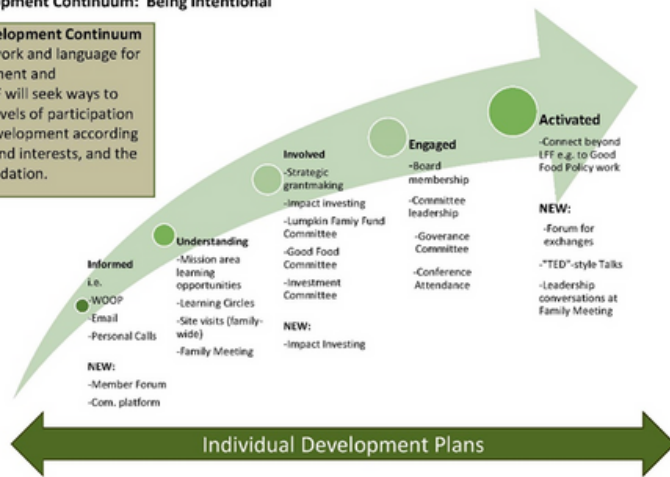 opment Continuum: Being Intentional
elopment Continuum
work and language for
ment and
F will seek ways to
vels of participation
velopment according
nd interests, and the
dation.
Informed
i.e.
-WOOP
-Email
-Personal Calls
NEW:
-Member Forum
-Com. platform
Understanding
-Mission area
learning
opportunities
-Learning Circles
-Site visits (family-
wide)
-Family Meeting
Involved
-Strategic
grantmaking
-Impact investing
-Lumpkin Famiy Fund
Committee
-Good Food
Committee
-Investment
Committee
NEW:
-Impact Investing
Engaged
-Board
membership
-Committee
leadership
-Goverance
Committee
-Conference
Attendance
Activated
-Connect beyond
LFF e.g. to Good
Food Policy work
NEW:
-Forum for
exchanges
-"TED"-style Talks
-Leadership
conversations at
Family Meeting
Individual Development Plans